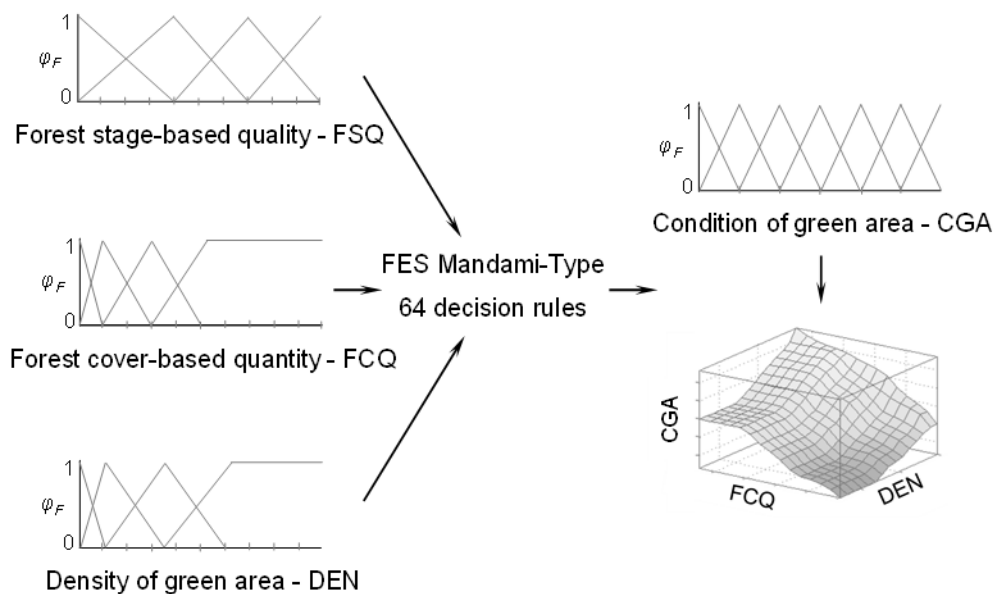 1
φF
0
Forest stage-based quality - FSQ
1
φF
0
Forest cover-based quantity - FCQ
1
φF
0
Density of green area - DEN
FES Mandami-Type
64 decision rules
1
φF
0
Condition of green area - CGA
CGA
FCQ
DEN